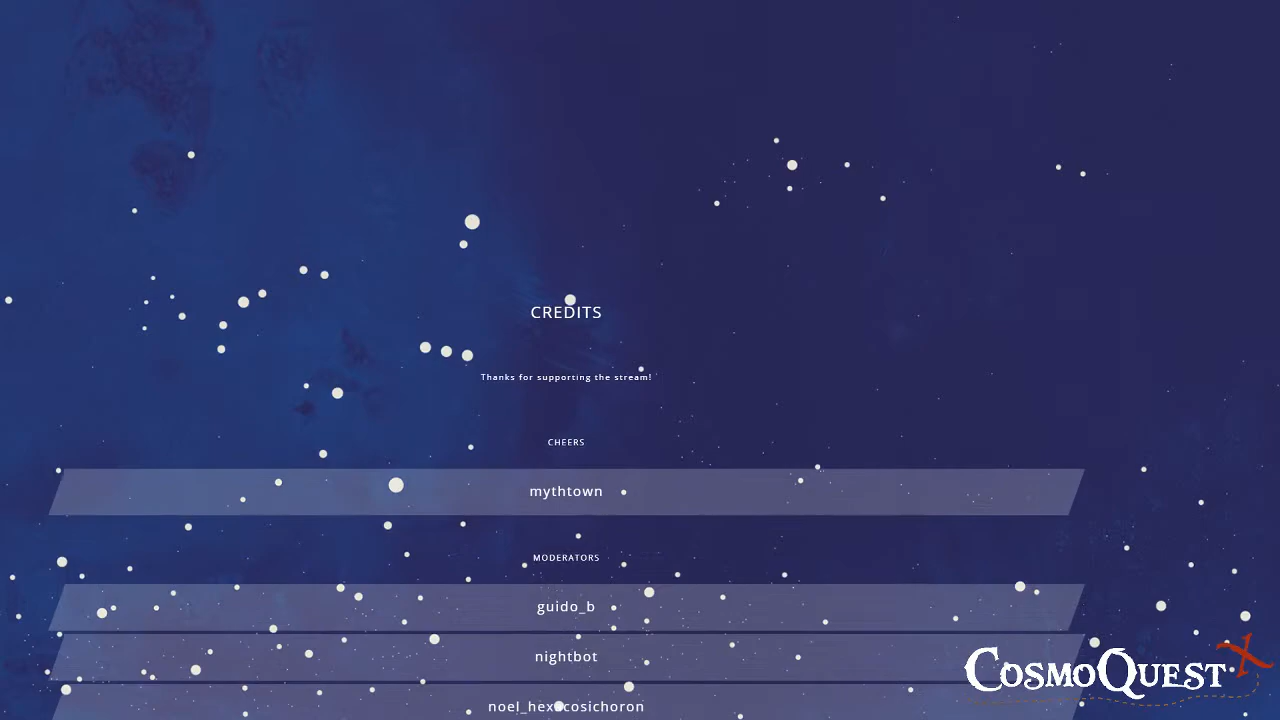 CREDITS
Thanks for supporting the stream!
CHEERS
mythtown
MODERATORS
guido_b
nightbot
noel_hexacosichoron
COSMOQUEST·X